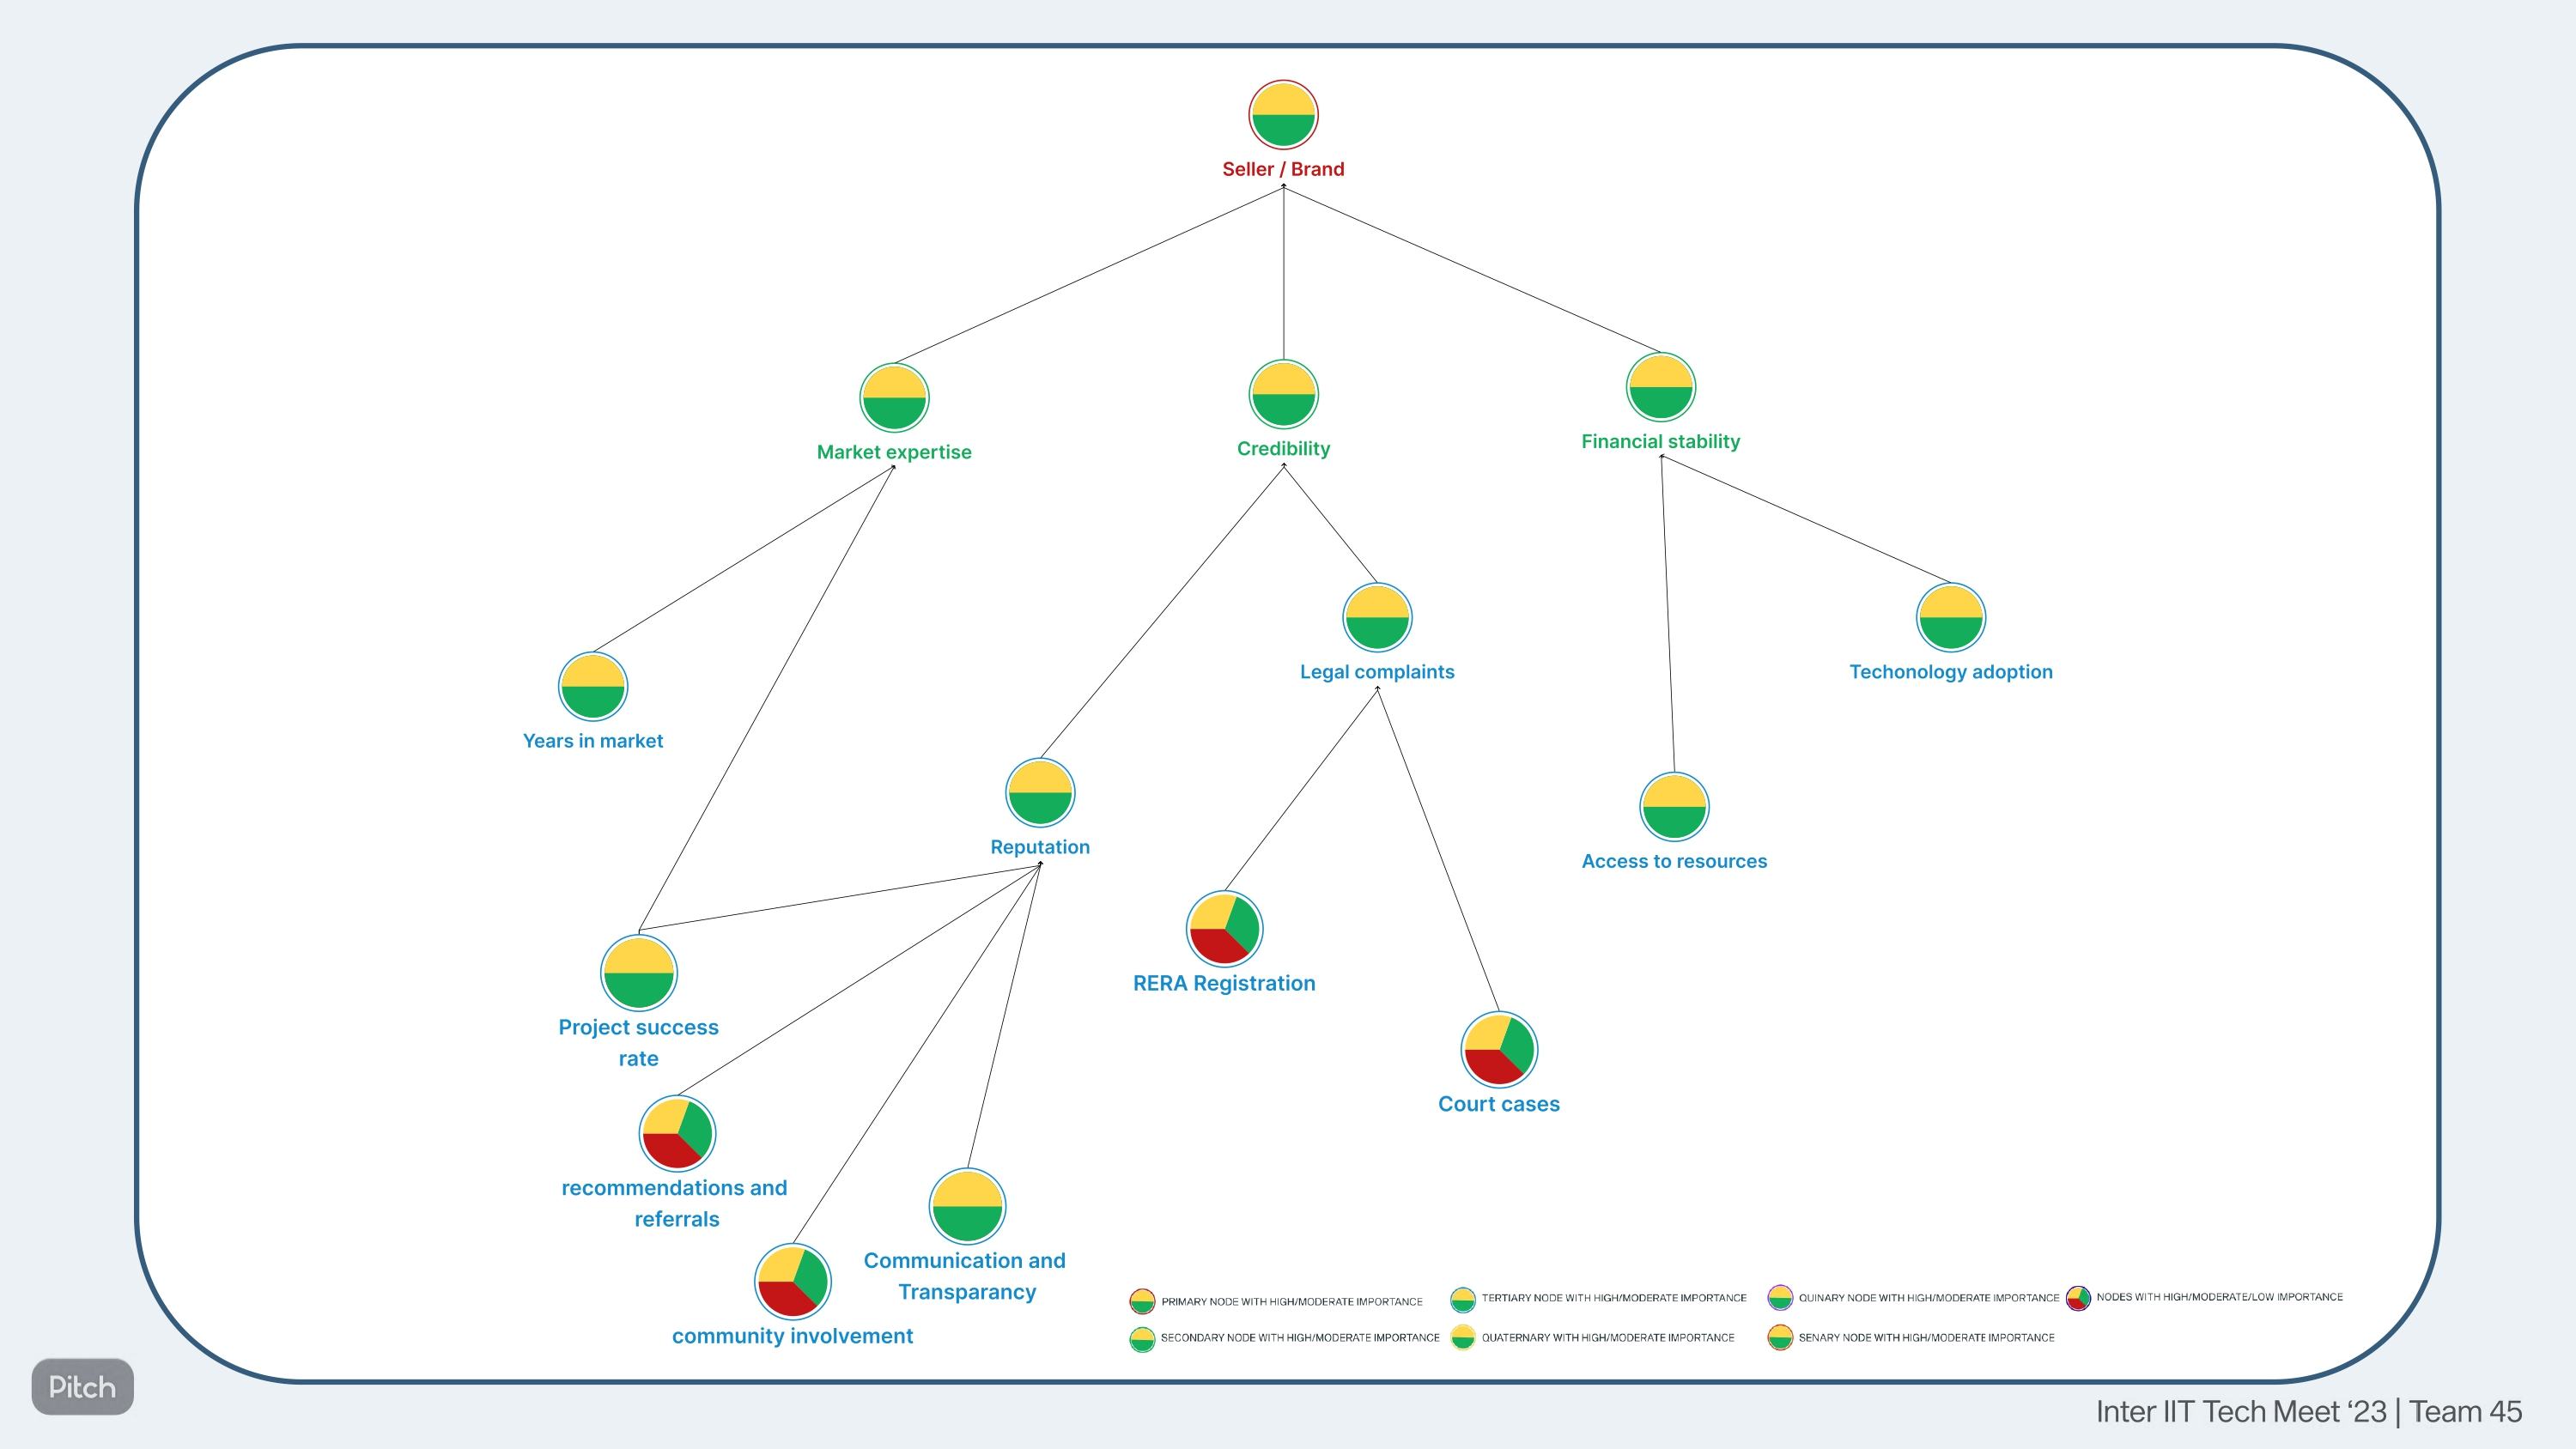 Seller / Brand
Market expertise
Credibility
Financial stability
Legal complaints
Techonology adoption
Years in market
Reputation
Access to resources
RERA Registration
Project success
rate
Court cases
recommendations and
referrals
Communication and
Transparancy
community involvement
PRIMARY NODE WITH HIGH/MODERATE IMPORTANCE
TERTIARY NODE WITH HIGH/MODERATE IMPORTANCE
QUINARY NODE WITH HIGH/MODERATE IMPORTANCE
NODES WITH HIGH/MODERATE/LOW IMPORTANCE
SECONDARY NODE WITH HIGH/MODERATE IMPORTANCE
QUATERNARY WITH HIGH/MODERATE IMPORTANCE
SENARY NODE WITH HIGH/MODERATE IMPORTANCE
Pitch
Inter IIT Tech Meet ‘23 | Team 45